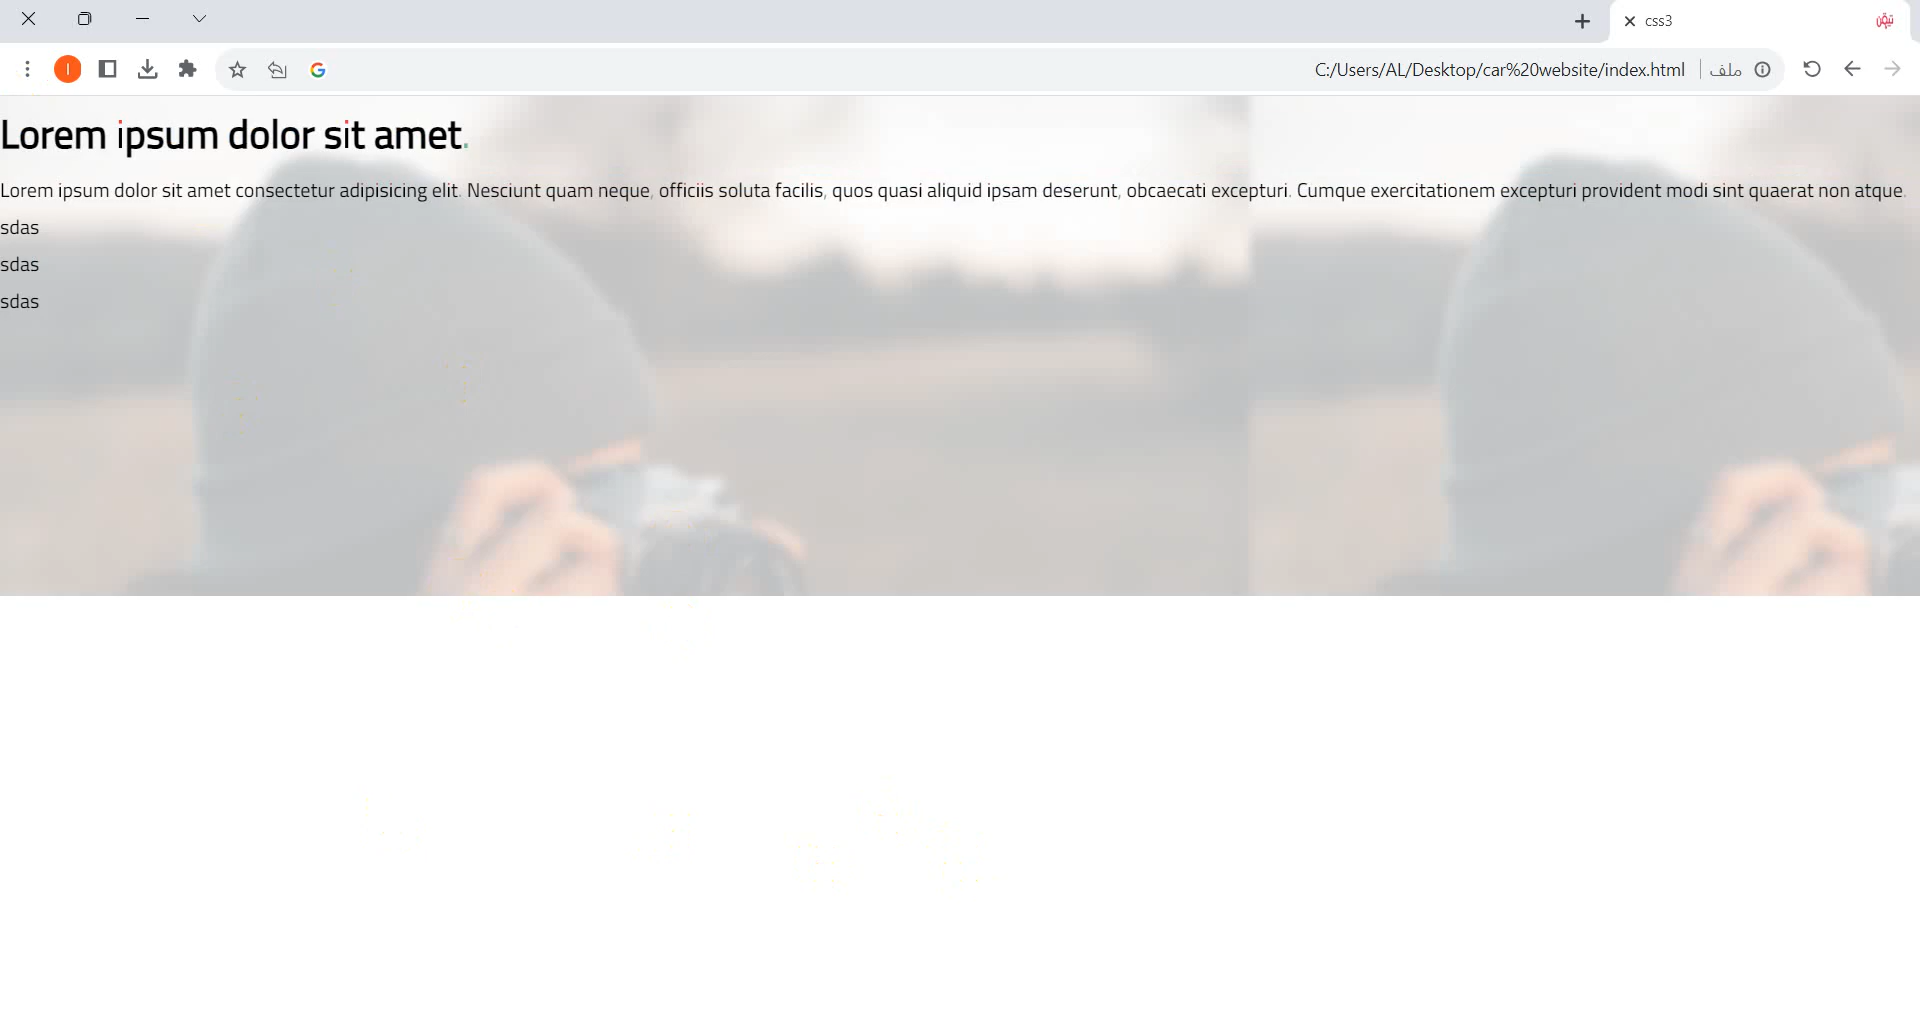 css3
تيقن
C:/Users/AL/Desktop/car%20website/index.html
ملف
I
G
Lorem ipsum dolor sit amet.
Lorem ipsum dolor sit amet consectetur adipisicing elit. Nesciunt quam neque, officiis soluta facilis, quos quasi aliquid ipsam deserunt, obcaecati excepturi. Cumque exercitationem excepturi provident modi sint quaerat non atque.
sdas
sdas
sdas